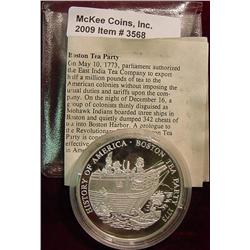 McKee Coins, Inc.
2009 Item # 3568
Boston Tea Party
On May 10, 1773, parliament authorized
the East India Tea Company to export
half a million pounds of tea to the
American colonies without imposing the
usual duties and tariffs upon the com-
pany. On the night of December 16, a
group of colonists thinly disguised as
Mohawk Indians boarded three ships in
Boston and quietly dumped 342 chests of
tea into Boston Harbor. A prologue to
the Revolutionary
effective
HISTORY OF AMERICA · BOSTON TEA PARTY 1773